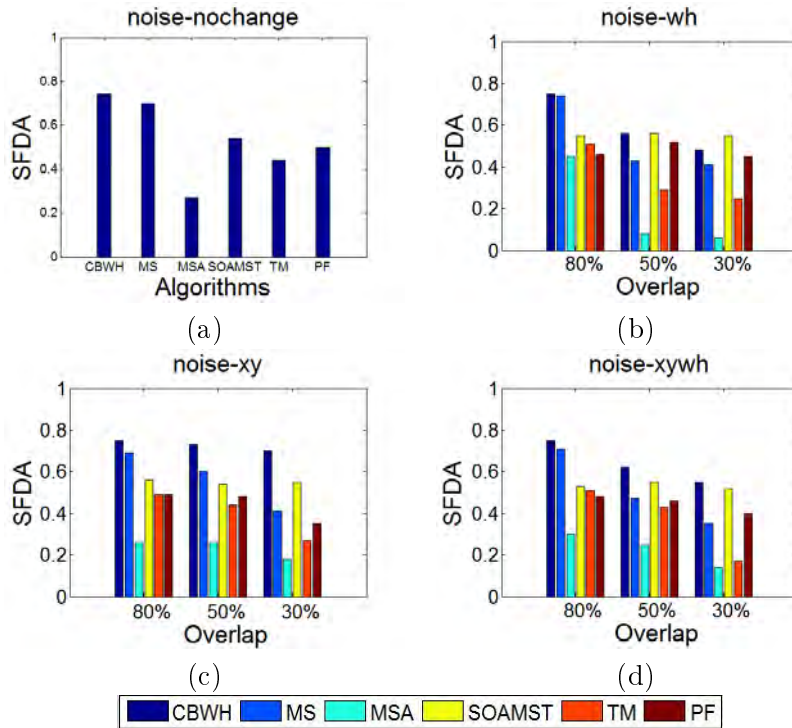 noise-nochange
1
0.8
0.6
0.4
0.2
0
SFDA
CBWH MS MSA SOAMST TM PF
Algorithms
(a)
noise-wh
1
0.8
0.6
0.4
0.2
0
SFDA
80% 50% 30%
Overlap
(b)
noise-xy
1
0.8
0.6
0.4
0.2
0
SFDA
80% 50% 30%
Overlap
(c)
noise-xywh
1
0.8
0.6
0.4
0.2
0
SFDA
80% 50% 30%
Overlap
(d)
CBWH MS MSA SOAMST TM PF